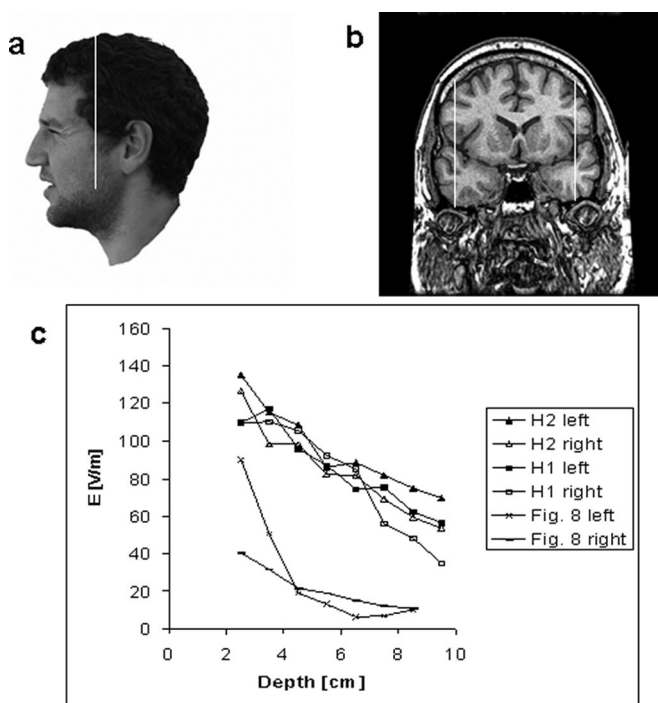 a
b
c
160
140
120
100
80
60
40
20
0
E [V/m]
0
2
4
6
8
10
Depth [cm]
H2 left
H2 right
H1 left
H1 right
Fig. 8 left
Fig. 8 right